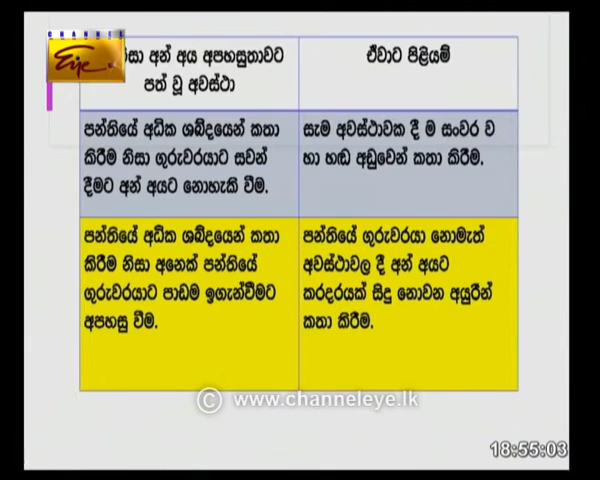 CHANNEL
Eye
නිසා අන් අය අපහසුතාවට
පත් වූ අවස්ථා
ඒවාට පිළියම්
පන්තියේ අධික ශබ්දයෙන් කතා
කිරීම නිසා ගුරුවරයාට සවන්
දීමට අන් අයට නොහැකි වීම.
සැම අවස්ථාවක දී ම සංවර ව
හා හඬ අඩුවෙන් කතා කිරීම.
පන්තියේ අධික ශබ්දයෙන් කතා
කිරීම නිසා අනෙක් පන්තියේ
ගුරුවරයාට පාඩම ඉගැන්වීමට
අපහසු වීම.
පන්තියේ ගුරුවරයා නොමැත්
අවස්ථාවල දී අන් අයට
කරදරයක් සිදු නොවන අයුරින්
කතා කිරීම.
© www.channeleye.lk
18:55:03